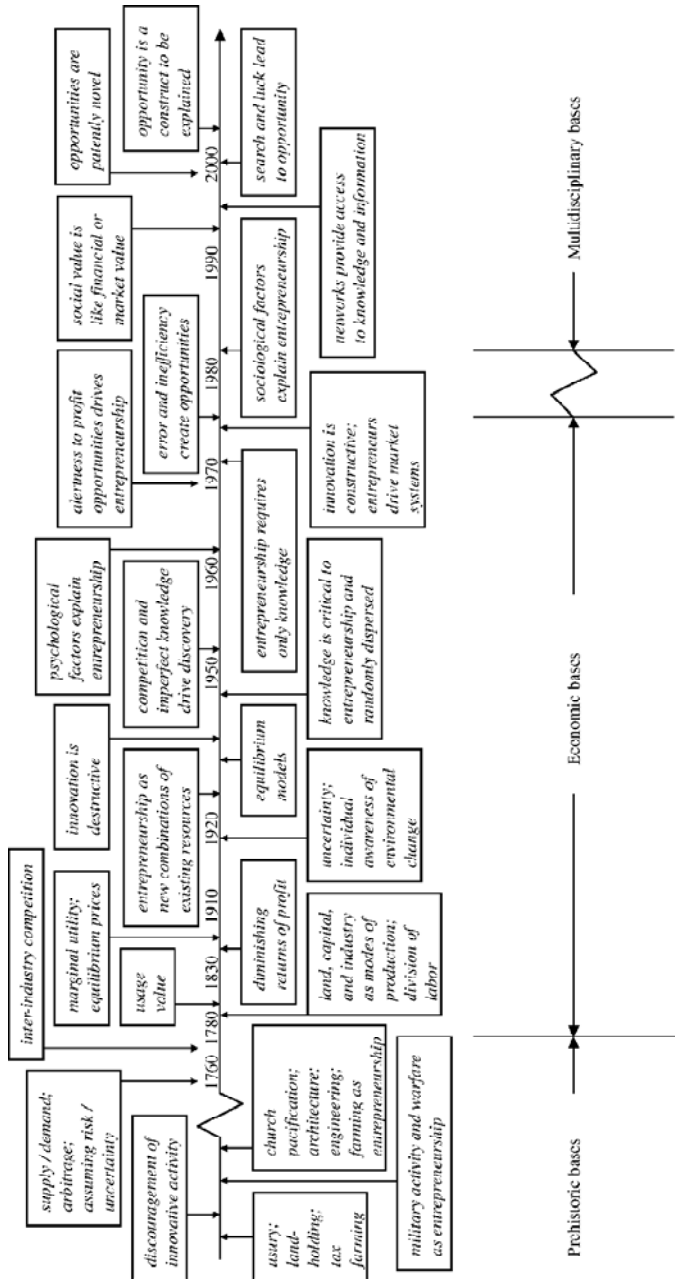 supply / demand;
arbitrage;
assuming risk /
uncertainty
inter-industry competition
marginal utility;
equilibrium prices
innovation is
destructive
psychological
factors explain
entrepreneurship
alertness to profit
opportunities drives
entrepreneurship
social value is
like financial or
market value
opportunities are
patently novel
discouragement of
innovative activity
usage
value
entrepreneurship as
new combinations of
existing resources
competition and
imperfect knowledge
drive discovery
error and inefficiency
create opportunities
opportunity is a
construct to be
explained
1760
1780
1830
1910
1920
1950
1960
1970
1980
1990
2000
usury;
land-
holding;
tax
farming
church
pacification;
architecture;
engineering;
farming as
entrepreneurship
diminishing
returns of profit
equilibrium
models
entrepreneurship requires
only knowledge
sociological factors
explain entrepreneurship
search and luck lead
to opportunity
military activity and warfare
as entrepreneurship
land, capital,
and industry
as modes of
production;
division of
labor
uncertainty;
individual
awareness of
environmental
change
knowledge is critical to
entrepreneurship and
randomly dispersed
innovation is
constructive;
entrepreneurs
drive market
systems
networks provide access
to knowledge and information
Prehistoric bases
Economic bases
Multidisciplinary bases